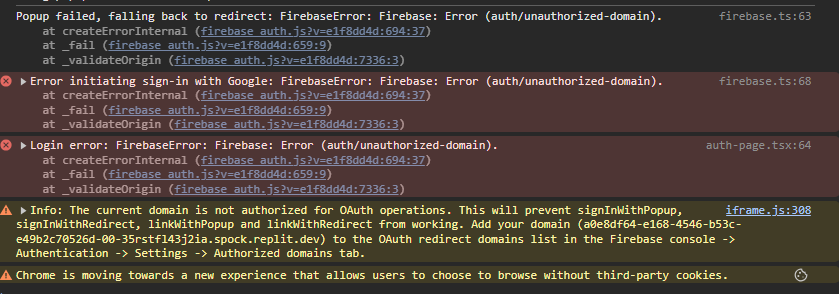 Popup failed, falling back to redirect: FirebaseError: Firebase: Error (auth/unauthorized-domain). firebase.ts:63
at createErrorInternal (firebase_auth.js?v=e1f8dd4d:694:37)
at _fail (firebase_auth.js?v=e1f8dd4d:659:9)
at _validateOrigin (firebase_auth.js?v=e1f8dd4d:7336:3)
Error initiating sign-in with Google: FirebaseError: Firebase: Error (auth/unauthorized-domain). firebase.ts:68
at createErrorInternal (firebase_auth.js?v=e1f8dd4d:694:37)
at _fail (firebase_auth.js?v=e1f8dd4d:659:9)
at _validateOrigin (firebase_auth.js?v=e1f8dd4d:7336:3)
Login error: FirebaseError: Firebase: Error (auth/unauthorized-domain). auth-page.tsx:64
at createErrorInternal (firebase_auth.js?v=e1f8dd4d:694:37)
at _fail (firebase_auth.js?v=e1f8dd4d:659:9)
at _validateOrigin (firebase_auth.js?v=e1f8dd4d:7336:3)
Info: The current domain is not authorized for OAuth operations. This will prevent signInWithPopup, iframe.js:308
signInWithRedirect, linkWithPopup and linkWithRedirect from working. Add your domain (a0e8df64-e168-4546-b53c-
e49b2c70526d-00-35rstfl43j2ia.spock.replit.dev) to the OAuth redirect domains list in the Firebase console ->
Authentication -> Settings -> Authorized domains tab.
Chrome is moving towards a new experience that allows users to choose to browse without third-party cookies.